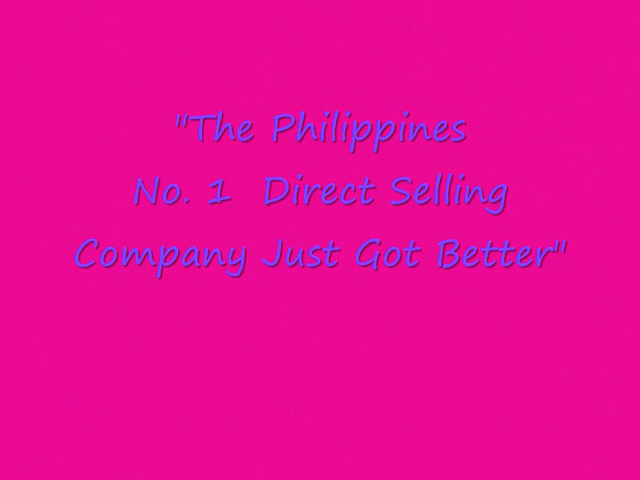 "The Philippines
No. 1  Direct Selling
Company Just Got Better"